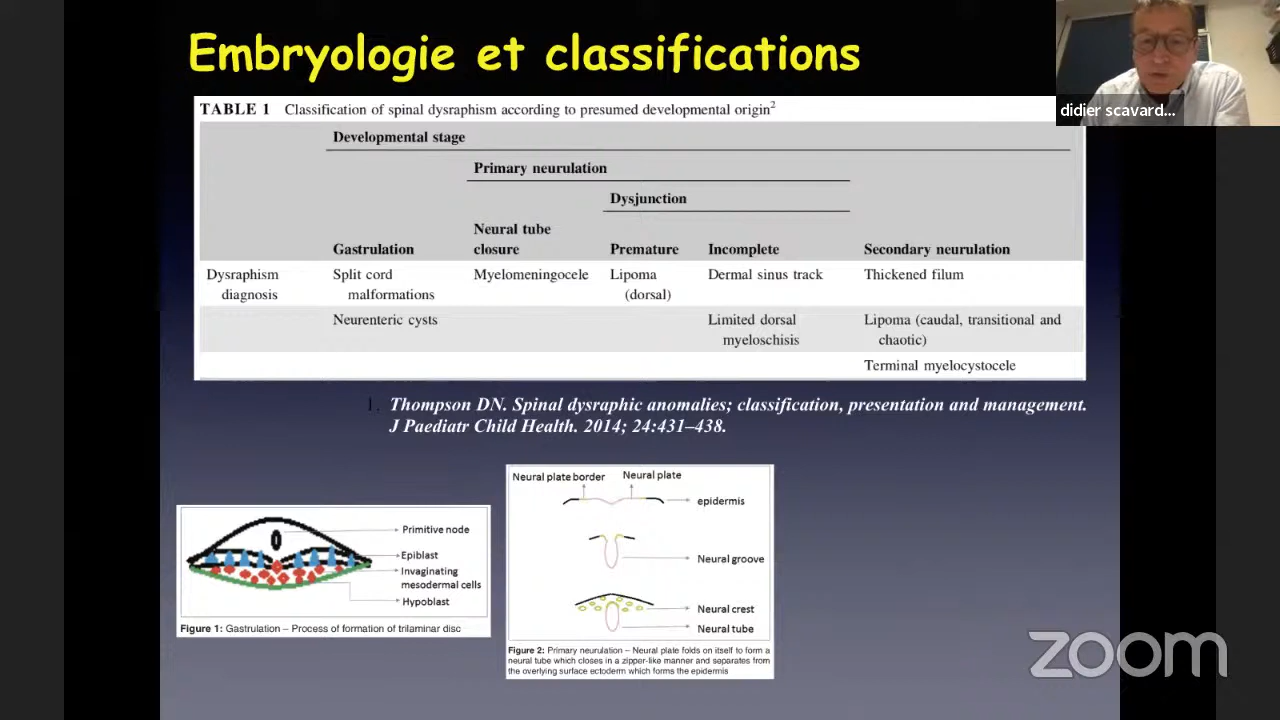 Embryologie et classifications
didier scavard...
TABLE 1 Classification of spinal dysraphism according to presumed developmental origin2
Developmental stage
Primary neurulation
Dysjunction
Neural tube
Gastrulation closure Premature Incomplete Secondary neurulation
Dysraphism Split cord Myelomeningocele Lipoma Dermal sinus track Thickened filum
diagnosis malformations (dorsal)
Neurenteric cysts Limited dorsal Lipoma (caudal, transitional and
myeloschisis chaotic)
Terminal myelocystocele
1. Thompson DN. Spinal dysraphic anomalies; classification, presentation and management.
J Paediatr Child Health. 2014; 24:431–438.
Primitive node
Epiblast
Invaginating
mesodermal cells
Hypoblast
Figure 1: Gastrulation – Process of formation of trilaminar disc
Neural plate border Neural plate
epidermis
Neural groove
Neural crest
Neural tube
Figure 2: Primary neurulation – Neural plate folds on itself to form a
neural tube which closes in a zipper-like manner and separates from
the overlying surface ectoderm which forms the epidermis
zoom